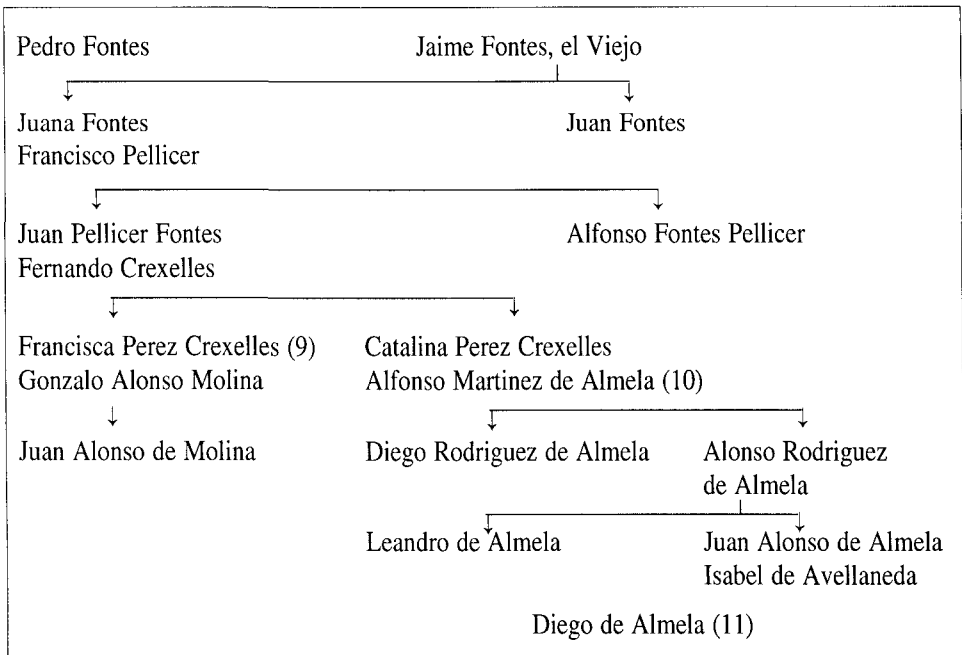 Pedro Fontes Jaime Fontes, el Viejo
Juana Fontes Juan Fontes
Francisco Pellicer
Juan Pellicer Fontes Alfonso Fontes Pellicer
Fernando Crexelles
Francisca Perez Crexelles (9) Catalina Perez Crexelles
Gonzalo Alonso Molina Alfonso Martinez de Almela (10)
Juan Alonso de Molina Diego Rodriguez de Almela Alonso Rodriguez
de Almela
Leandro de Almela Juan Alonso de Almela
Isabel de Avellaneda
Diego de Almela (11)